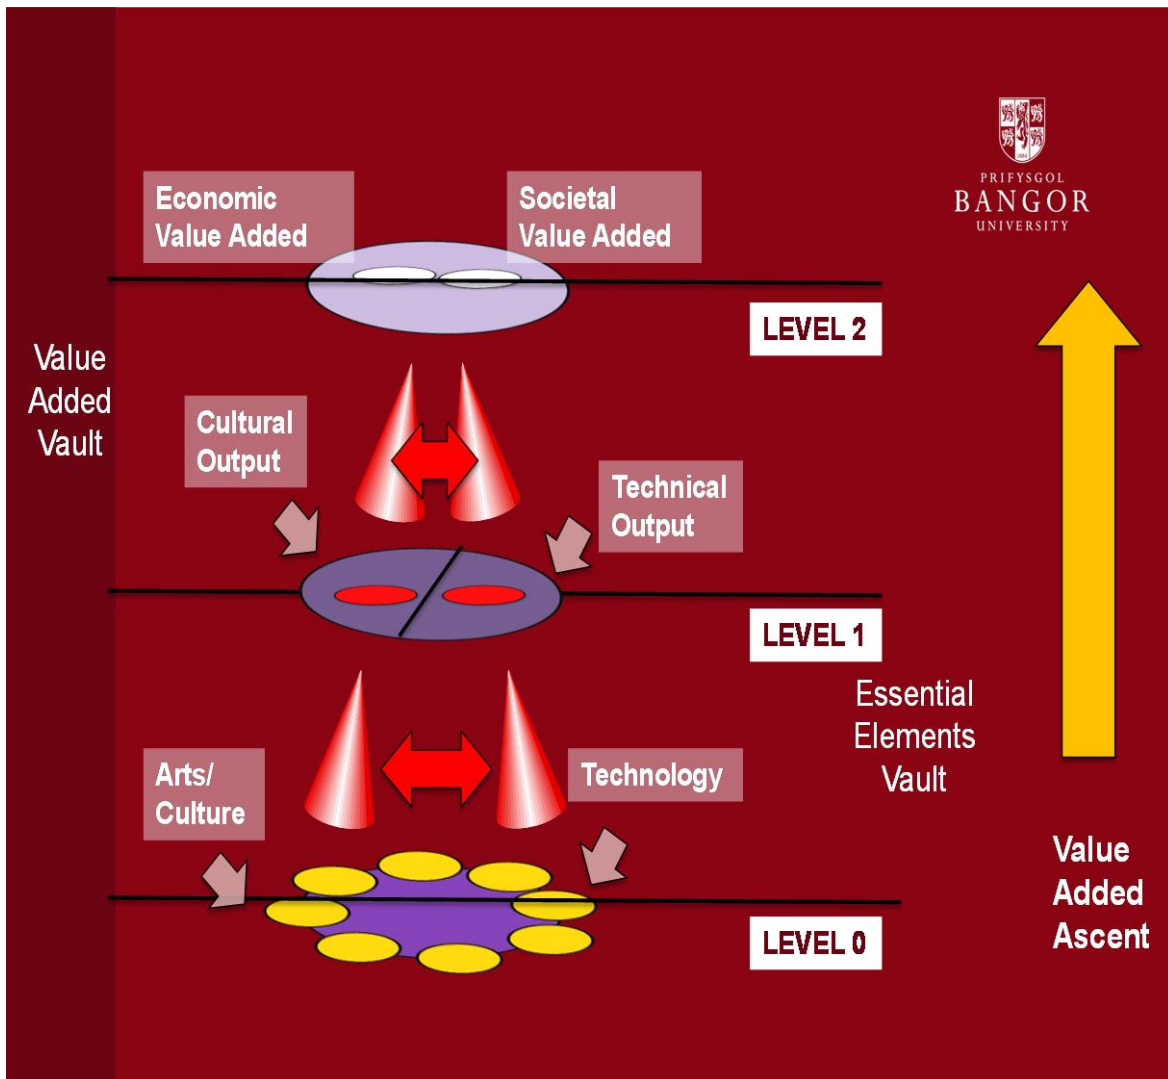 PRIFYSGOL
BANGOR
UNIVERSITY
Economic
Value Added
Societal
Value Added
LEVEL 2
Value
Added
Vault
Cultural
Output
Technical
Output
LEVEL 1
Essential
Elements
Vault
Arts/
Culture
Technology
Value
Added
Ascent
LEVEL 0